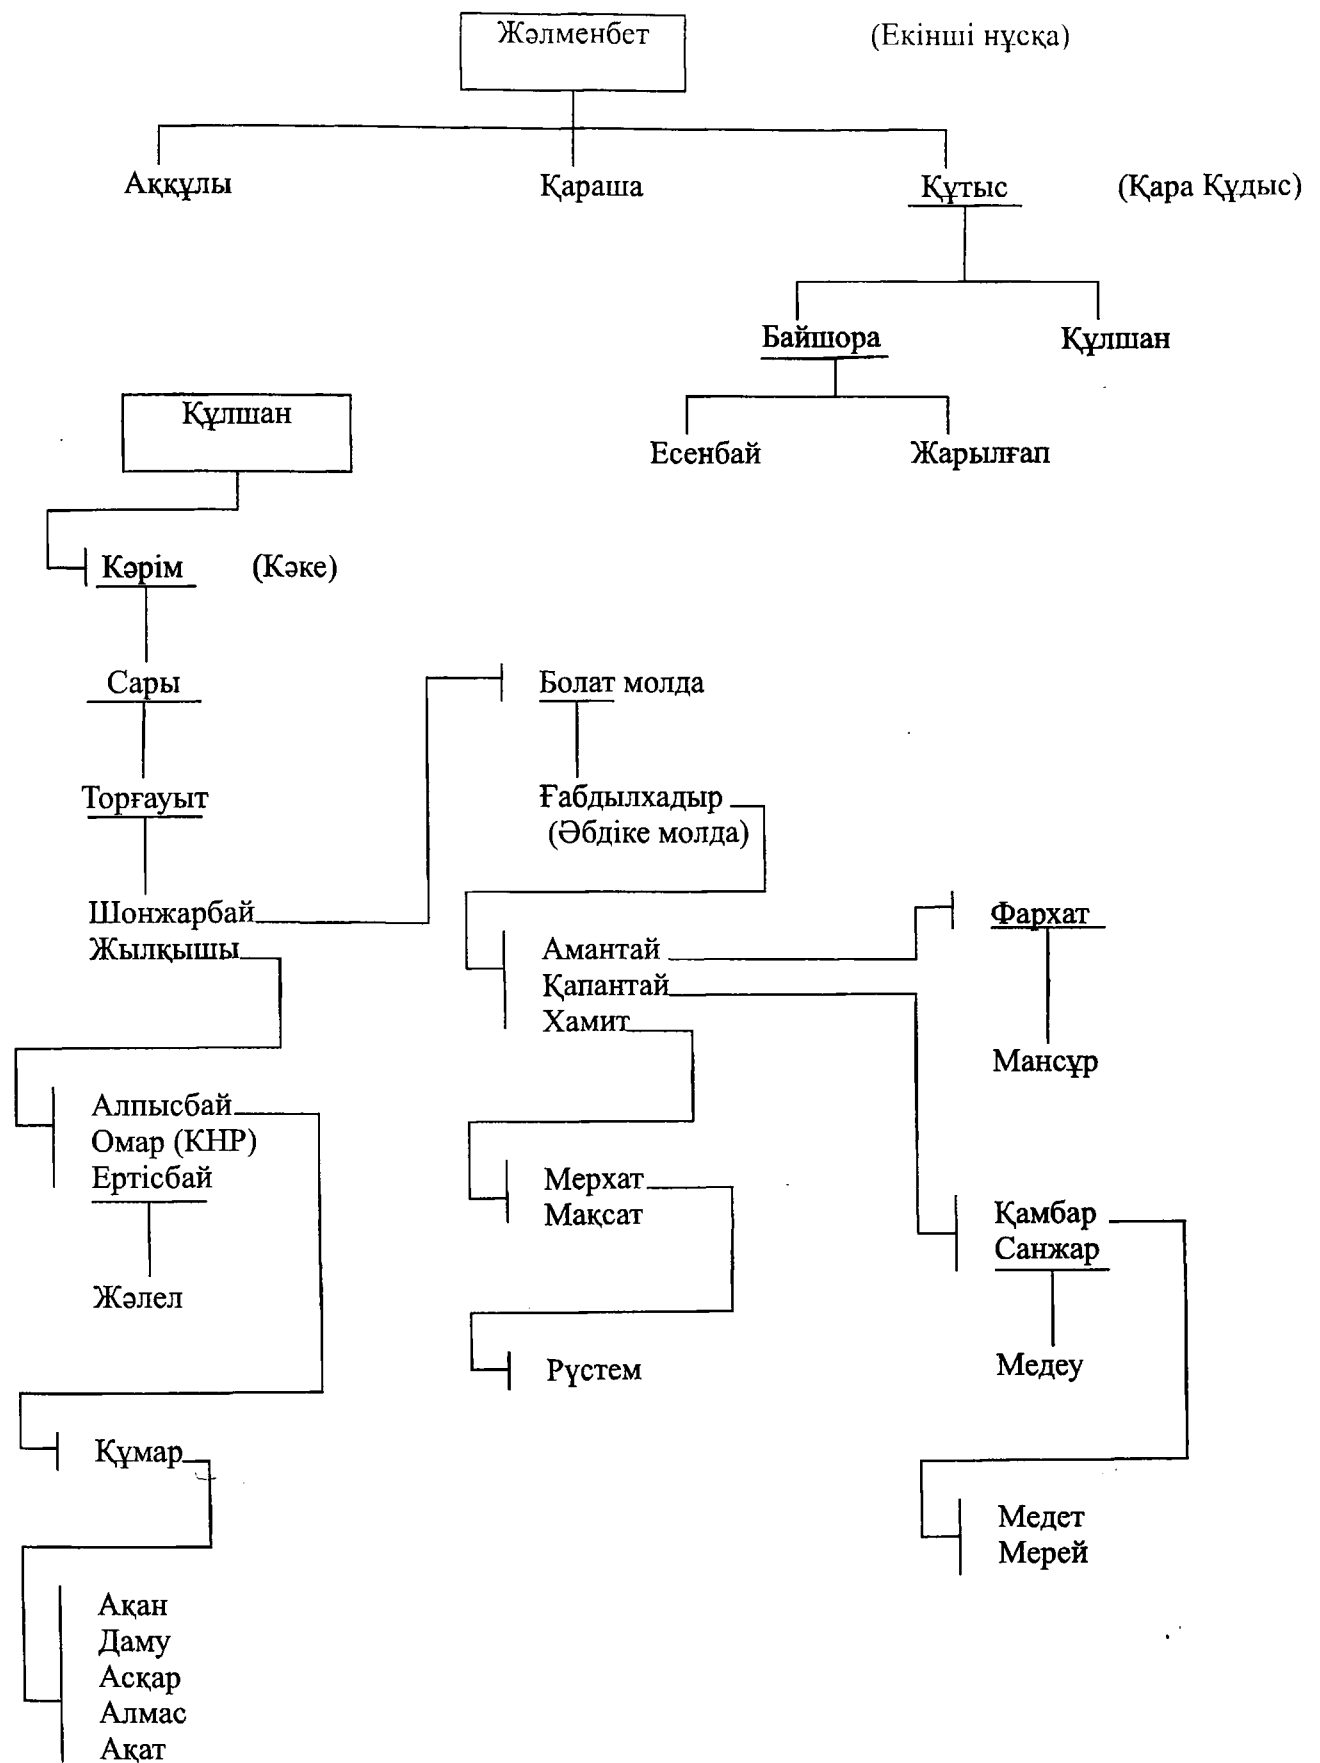 Жәлменбет
(Екінші нұсқа)
Аққұлы
Қараша
Құтыс
(Қара Құдыс)
Байшора
Құлшан
Есенбай
Жарылғап
Құлшан
Кәрім
(Кәке)
Сары
Торғауыт
Шонжарбай
Жылқышы
Алпысбай
Омар (КНР)
Ертісбай
Жәлел
Құмар
Ақан
Даму
Асқар
Алмас
Ақат
Болат молда
Ғабдылхадыр
(Әбдіке молда)
Амантай
Қапантай
Хамит
Мерхат
Мақсат
Рүстем
Фархат
Мансұр
Қамбар
Санжар
Медеу
Медет
Мерей